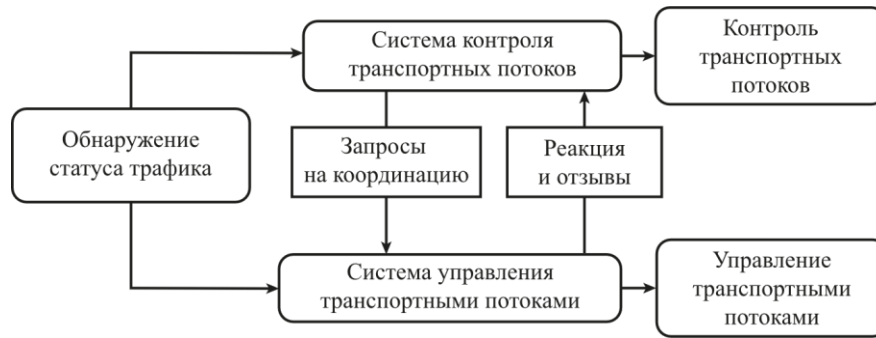 Обнаружение
статуса трафика
Система контроля
транспортных потоков
Контроль
транспортных
потоков
Запросы
на координацию
Реакция
и отзывы
Система управления
транспортными потоками
Управление
транспортными
потоками